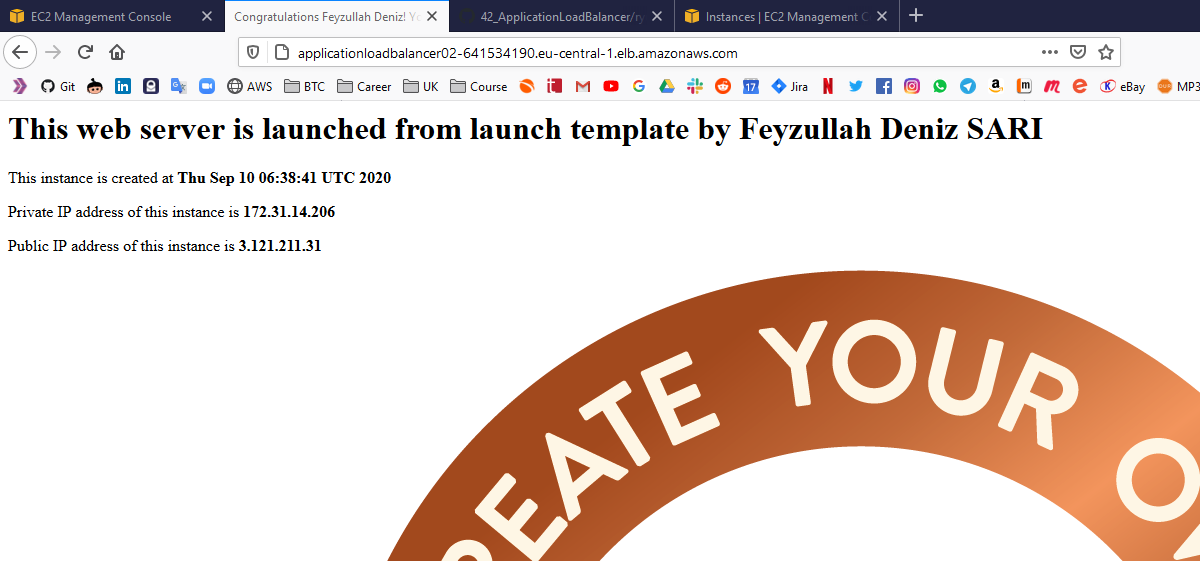 EC2 Management Console
Congratulations Feyzullah Deniz! Yo
42_ApplicationLoadBalancer/ry
Instances | EC2 Management C
applicationloadbalancer02-641534190.eu-central-1.elb.amazonaws.com
Git
AWS
BTC
Career
UK
Course
17
Jira
eBay
MP3
This web server is launched from launch template by Feyzullah Deniz SARI
This instance is created at Thu Sep 10 06:38:41 UTC 2020
Private IP address of this instance is 172.31.14.206
Public IP address of this instance is 3.121.211.31
REATE YOUR O